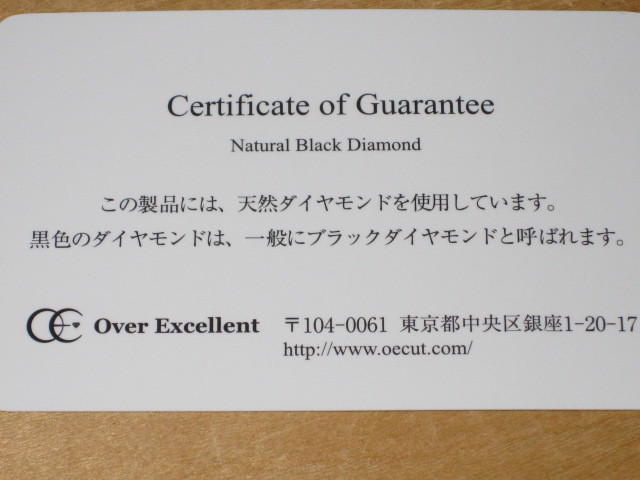 Certificate of Guarantee
Natural Black Diamond
この製品には、天然ダイヤモンドを使用しています。
黒色のダイヤモンドは、一般にブラックダイヤモンドと呼ばれます。
Over Excellent 〒104-0061 東京都中央区銀座1-20-17
http://www.oecut.com/